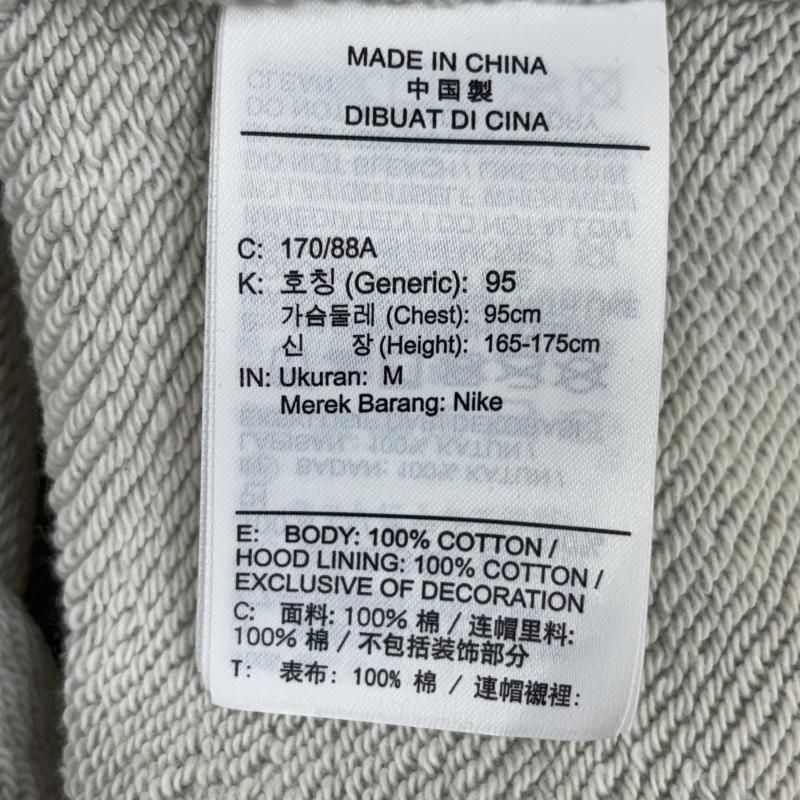 MADE IN CHINA
中国製
DIBUAT DI CINA
C: 170/88A
K: 호칭 (Generic): 95
가슴둘레 (Chest): 95cm
신 장 (Height): 165-175cm
IN: Ukuran: M
Merek Barang: Nike
E: BODY: 100% COTTON /
HOOD LINING: 100% COTTON /
EXCLUSIVE OF DECORATION
C: 面料: 100% 棉 / 连帽里料:
100% 棉 / 不包括装饰部分
T: 表布: 100% 棉 / 連帽襯裡: